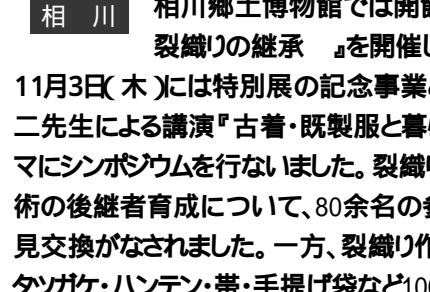 相 川 相川郷土博物館では開館
裂織りの継承 』を開催し
11月3日(木)には特別展の記念事業
二先生による講演『古着・既製服と暮
マにシンポジウムを行ないました。裂織
術の後継者育成について、80余名の
見交換がなされました。一方、裂織り作
タツガケ・ハンテン・帯・手提げ袋など100